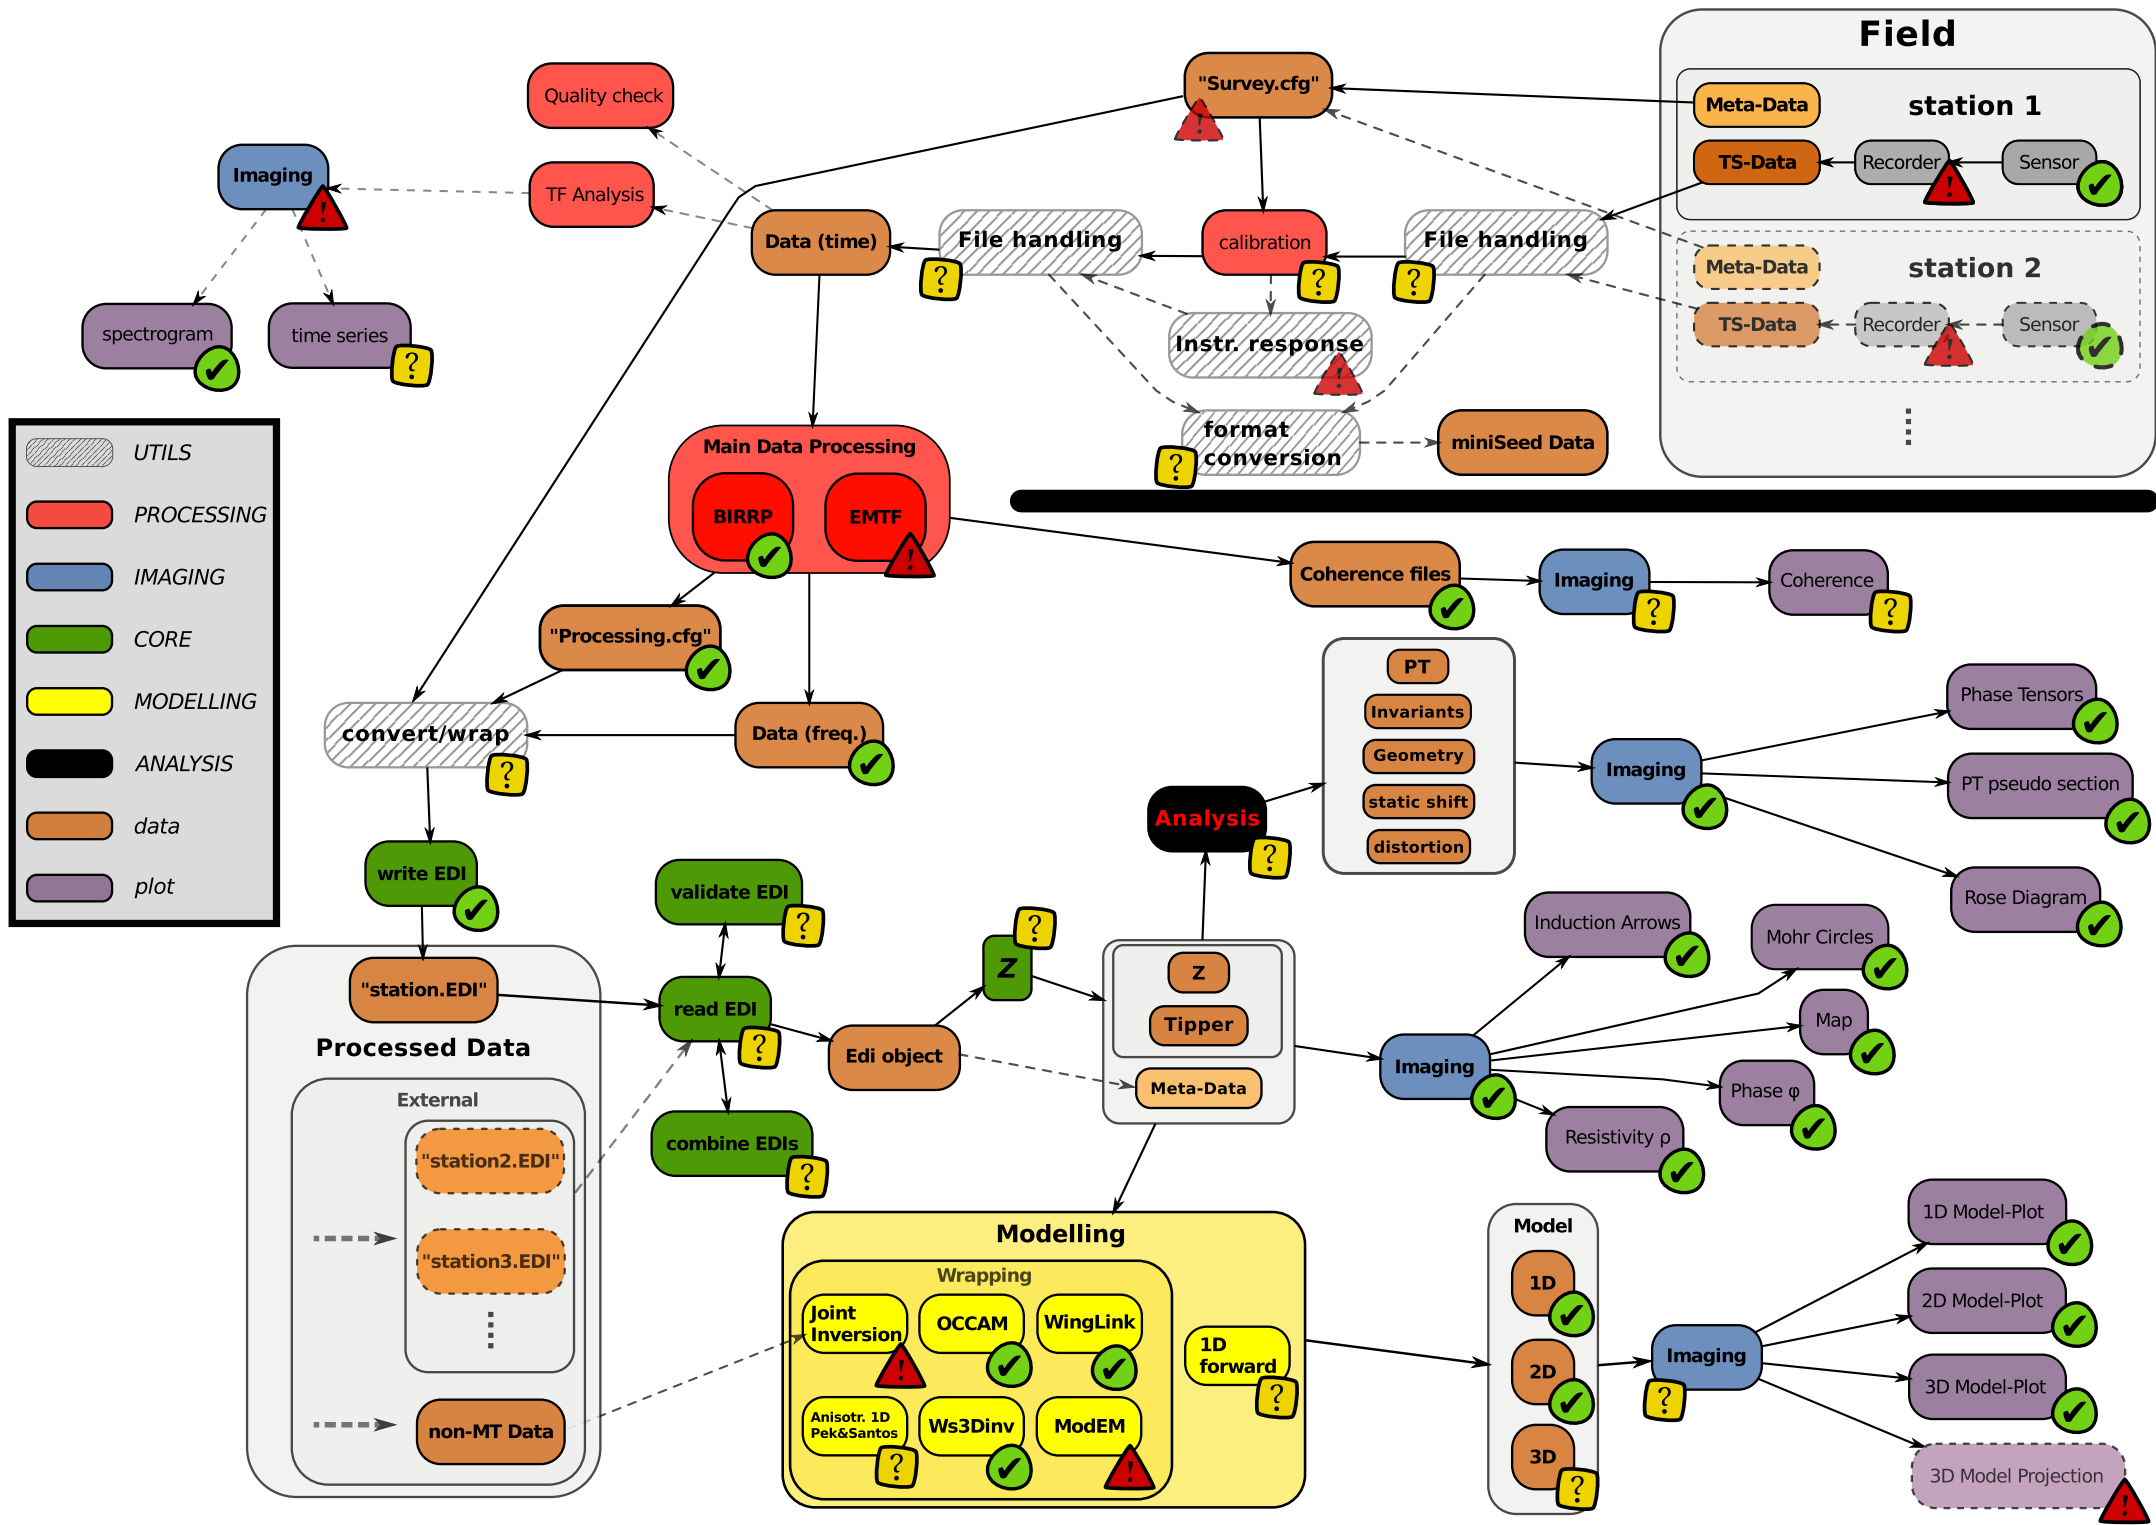 Field
station 1
Meta-Data
TS-Data
Recorder
!
Sensor
✔
station 2
Meta-Data
TS-Data
Recorder
!
Sensor
✔
"Survey.cfg"
!
Quality check
TF Analysis
Imaging
!
spectrogram
✔
time series
?
Data (time)
File handling
?
calibration
?
File handling
?
Instr. response
!
format
conversion
?
miniSeed Data
UTILS
PROCESSING
IMAGING
CORE
MODELLING
ANALYSIS
data
plot
Main Data Processing
BIRRP
✔
EMTF
!
"Processing.cfg"
✔
Data (freq.)
✔
convert/wrap
?
write EDI
✔
Coherence files
✔
Imaging
?
Coherence
?
PT
Invariants
Geometry
static shift
distortion
Imaging
✔
Phase Tensors
✔
PT pseudo section
✔
Rose Diagram
✔
Analysis
?
"station.EDI"
Processed Data
External
"station2.EDI"
"station3.EDI"
non-MT Data
validate EDI
?
read EDI
?
combine EDIs
?
Edi object
Z
?
Z
Tipper
Meta-Data
Imaging
✔
Induction Arrows
✔
Mohr Circles
✔
Map
✔
Phase φ
✔
Resistivity ρ
✔
Modelling
Wrapping
Joint
Inversion
!
OCCAM
✔
WingLink
✔
Anisotr. 1D
Pek&Santos
?
Ws3Dinv
✔
ModEM
!
1D
forward
?
Model
1D
✔
2D
✔
3D
?
Imaging
?
1D Model-Plot
✔
2D Model-Plot
✔
3D Model-Plot
✔
3D Model Projection
!